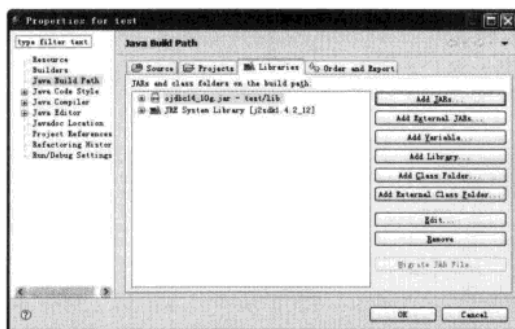 Properties for test
type filter text
Resource
Builders
Java Build Path
Java Code Style
Java Compiler
Java Editor
Javadoc Location
Project References
Refactoring Histor
Run/Debug Settings
Java Build Path
Source Projects Libraries Order and Export
JARs and class folders on the build path:
ojdbc14_10g.jar - test/lib
JRE System Library [j2sdk1.4.2_12]
Add JARs...
Add External JARs...
Add Variable...
Add Library...
Add Class Folder...
Add External Class Folder...
Edit...
Remove
Migrate JAR File...
OK Cancel